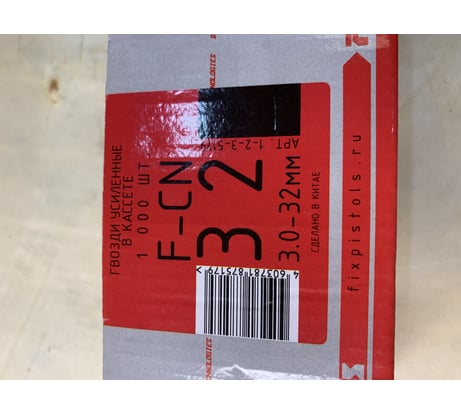 ГВОЗДИ УСИЛЕННЫЕ
В КАССЕТЕ
1 000 ШТ
F-CN
32
АРТ. 1-2-3-51
3.0-32мм
СДЕЛАНО В КИТАЕ
4 603781 875179 >
fixpistols.ru